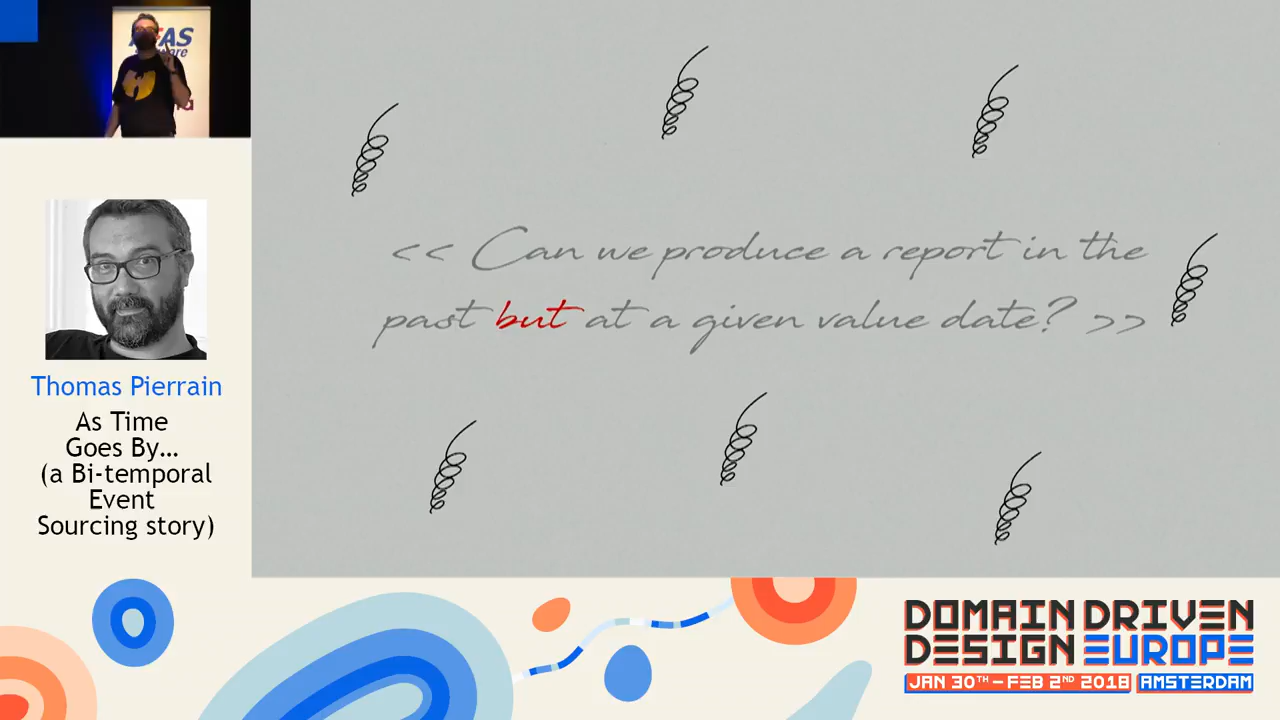 Thomas Pierrain
As Time
Goes By...
(a Bi-temporal
Event
Sourcing story)
<< Can we produce a report in the
past but at a given value date? >>
DOMAIN DRIVEN
DESIGN EUROPE
JAN 30TH – FEB 2ND 2018 AMSTERDAM